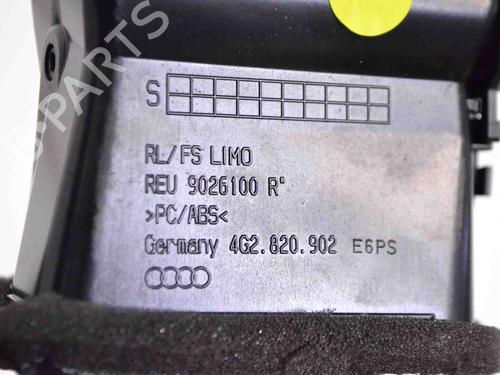 PARTS
S
RL/FS LIMO
REU 9026100 R"
>PC/ABS<
Germany 4G2.820.902 E6PS